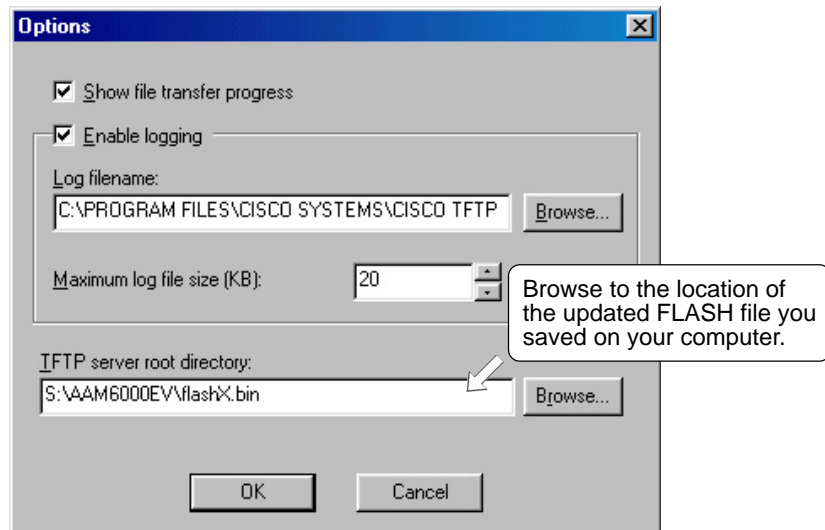 Options
Show file transfer progress
Enable logging
Log filename:
C:\PROGRAM FILES\CISCO SYSTEMS\CISCO TFTP
Browse...
Maximum log file size (KB):
20
Browse to the location of
the updated FLASH file you
saved on your computer.
TFTP server root directory:
S:\AAM6000EV\flashX.bin
Browse...
OK
Cancel